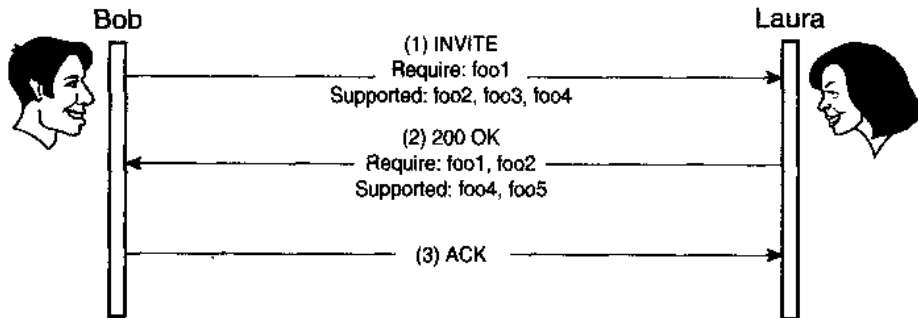 Bob
Laura
(1) INVITE
Require: foo1
Supported: foo2, foo3, foo4
(2) 200 OK
Require: foo1, foo2
Supported: foo4, foo5
(3) ACK